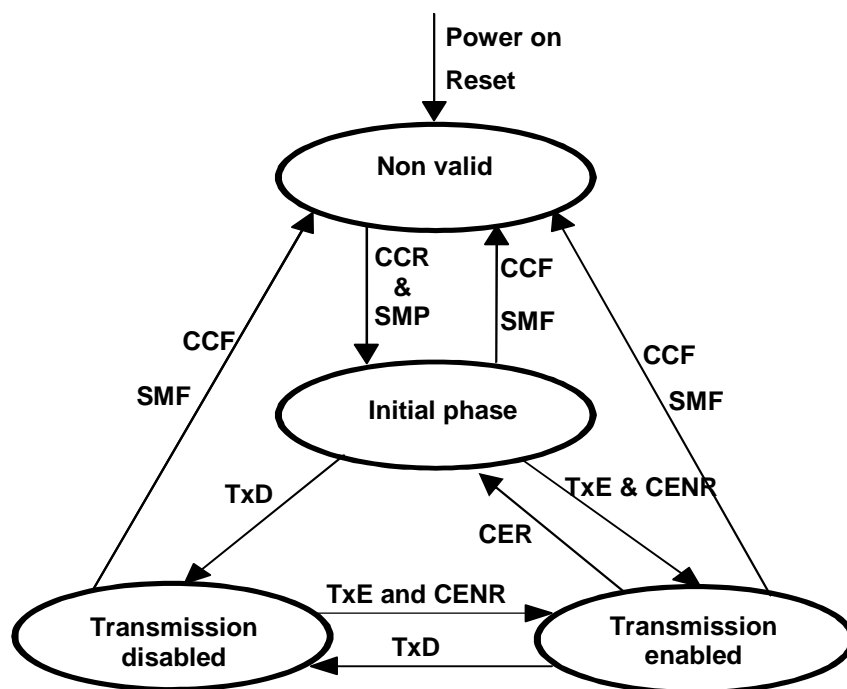 Power on
Reset
Non valid
CCR
&
SMP
CCF
SMF
CCF
SMF
CCF
SMF
Initial phase
TxD
TxE & CENR
CER
TxE and CENR
Transmission
disabled
TxD
Transmission
enabled